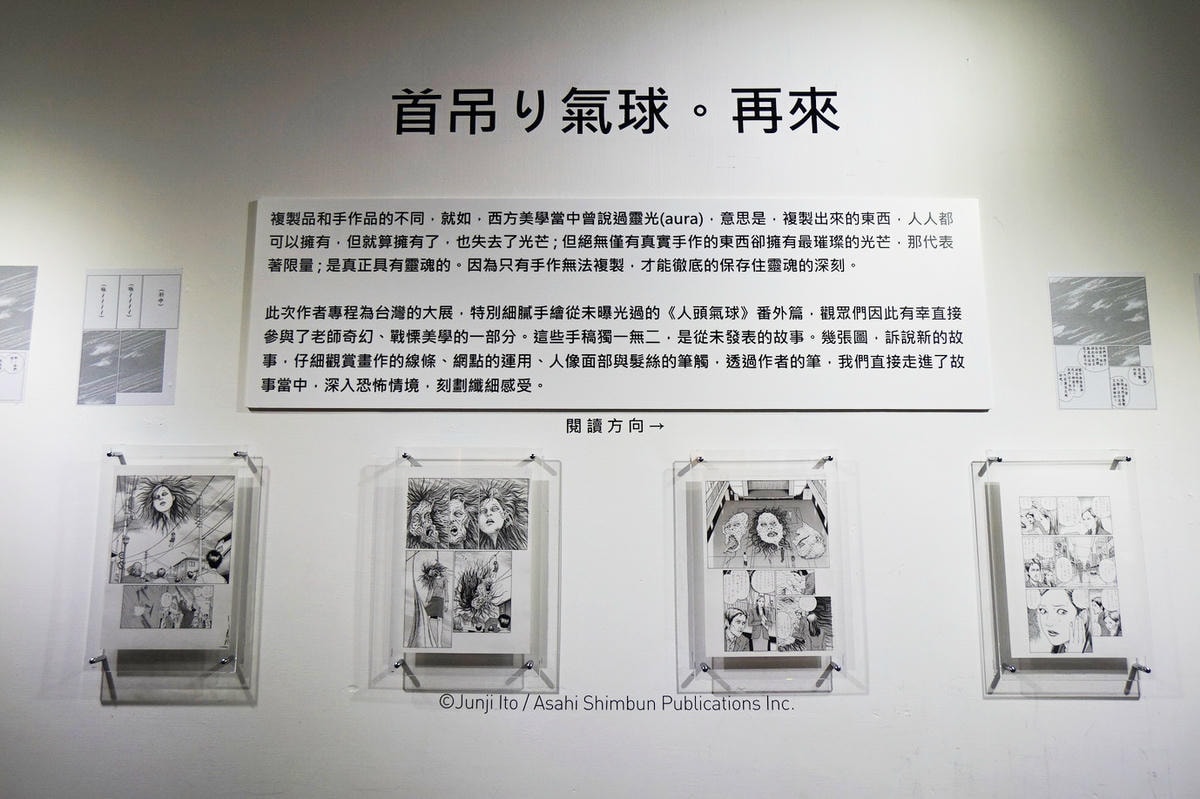 首吊り氣球。再來
複製品和手作品的不同，就如，西方美學當中曾說過靈光(aura)，意思是，複製出來的東西，人人都
可以擁有，但就算擁有了，也失去了光芒；但絕無僅有真實手作的東西卻擁有最璀璨的光芒，那代表
著限量；是真正具有靈魂的。因為只有手作無法複製，才能徹底的保存住靈魂的深刻。
此次作者專程為台灣的大展，特別細膩手繪從未曝光過的《人頭氣球》番外篇，觀眾們因此有幸直接
參與了老師奇幻、戰慄美學的一部分。這些手稿獨一無二，是從未發表的故事。幾張圖，訴說新的故
事，仔細觀賞畫作的線條、網點的運用、人像面部與髮絲的筆觸，透過作者的筆，我們直接走進了故
事當中，深入恐怖情境，刻劃纖細感受。
閱讀方向→
©Junji Ito / Asahi Shimbun Publications Inc.